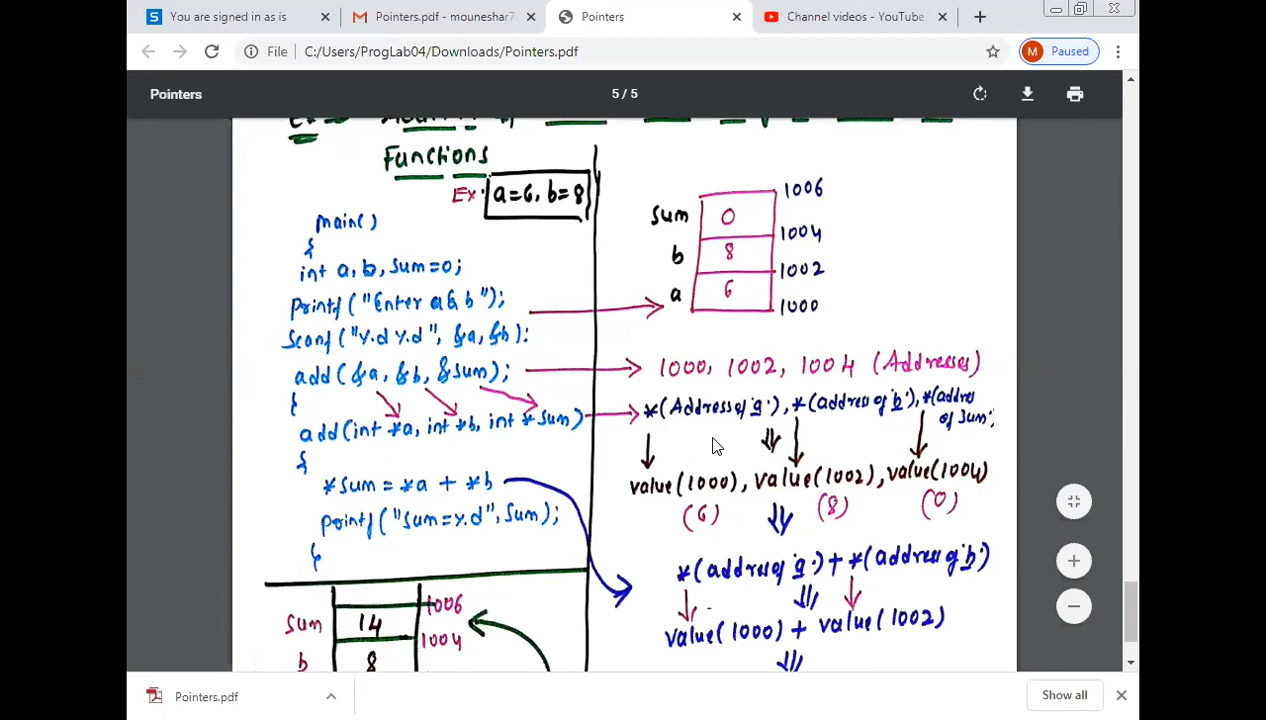 You are signed in as is
Pointers.pdf - mouneshar7
Pointers
Channel videos - YouTube
File
C:/Users/ProgLab04/Downloads/Pointers.pdf
M Paused
Pointers
5 / 5
Functions
Ex: a=6, b=8
main()
{
int a, b, sum=0;
printf("Enter a & b");
Scanf("%d %d", &a, &b);
add(&a, &b, &sum);
}
add(int *a, int *b, int *sum)
{
*sum = *a + *b
printf("sum=%d", sum);
}
sum 14 1006
1004
b 8
1006
sum 0
1004
b 8
1002
a 6
1000
1000, 1002, 1004 (Addresses)
*(Address of 'a'), *(address of 'b'), *(addres
of sum;
value(1000), value(1002), value(1004)
(6) (8) (0)
*(address of 'a') + *(address of 'b')
value(1000) + value(1002)
Pointers.pdf
Show all